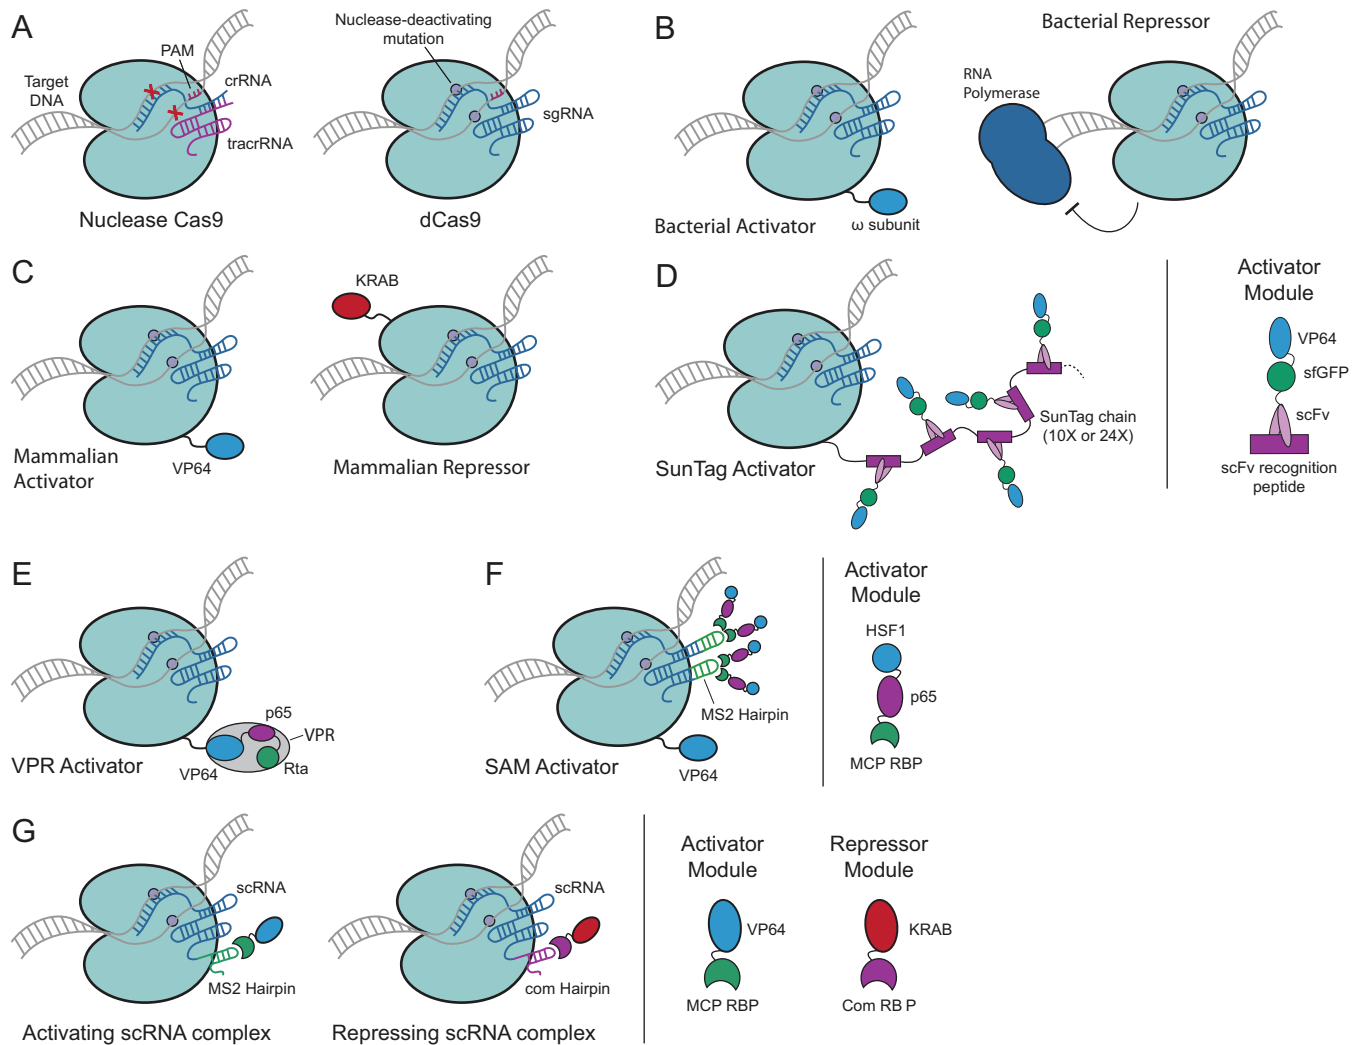 A
Nuclease-deactivating
mutation
PAM
Target
DNA
crRNA
tracrRNA
sgRNA
Nuclease Cas9
dCas9
B
Bacterial Repressor
RNA
Polymerase
Bacterial Activator
ω subunit
C
KRAB
Mammalian
Activator
VP64
Mammalian Repressor
D
SunTag chain
(10X or 24X)
SunTag Activator
Activator
Module
VP64
sfGFP
scFv
scFv recognition
peptide
E
p65
VPR
VPR Activator
VP64
Rta
F
MS2 Hairpin
SAM Activator
VP64
Activator
Module
HSF1
p65
MCP RBP
G
scRNA
MS2 Hairpin
Activating scRNA complex
scRNA
com Hairpin
Repressing scRNA complex
Activator
Module
VP64
MCP RBP
Repressor
Module
KRAB
Com RB P